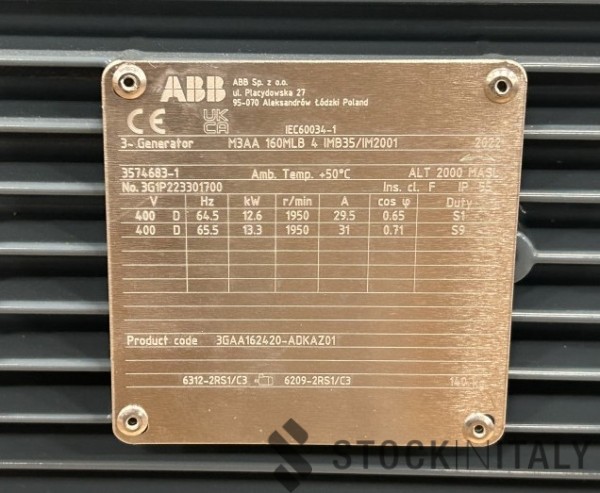 ABB
ABB Sp. z o.o.
ul. Placydowska 27
95-070 Aleksandrów Łódzki Poland
CE UK CA
IEC60034-1
3~ Generator M3AA 160MLB 4 IMB35/IM2001 2022
3574683-1 Amb. Temp. +50°C ALT 2000 MASL
No. 3G1P223301700 Ins. cl. F IP 55
V Hz kW r/min A cos φ Duty
400 D 64.5 12.6 1950 29.5 0.65 S1
400 D 65.5 13.3 1950 31 0.71 S9
Product code 3GAA162420-ADKAZ01
6312-2RS1/C3 6209-2RS1/C3 140
STOCKINITALY